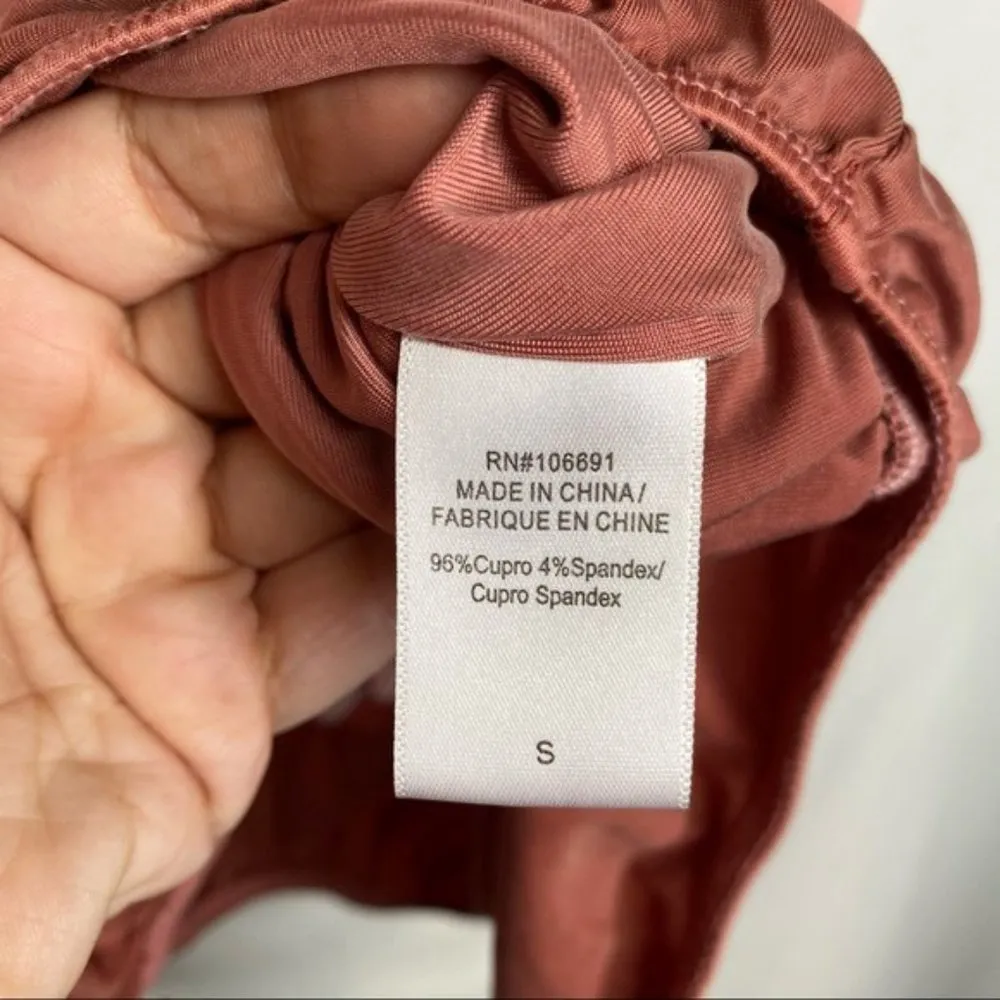 RN#106691
MADE IN CHINA/
FABRIQUE EN CHINE
96%Cupro 4%Spandex/
Cupro Spandex
S